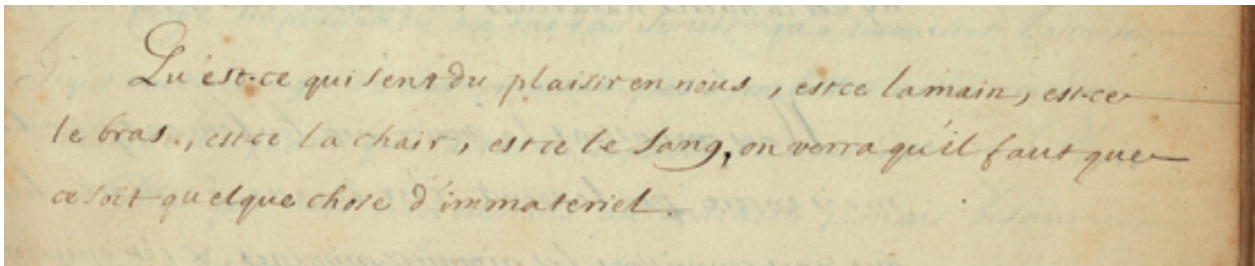 Qu'est-ce qui sent du plaisir en nous, est ce la main, est-ce
le bras, est ce la chair, est ce le sang, on verra qu'il faut que
ce soit quelque chose d'immateriel.